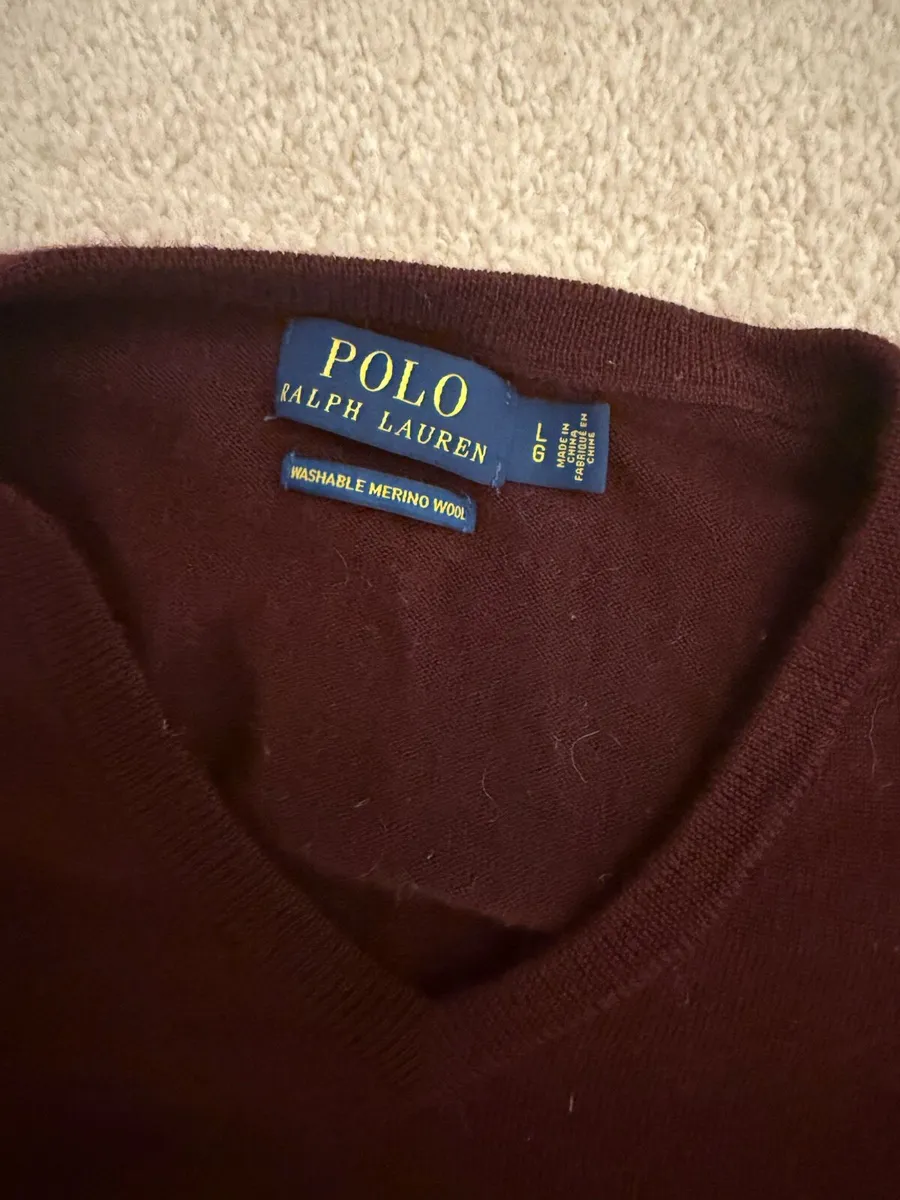 POLO
RALPH LAUREN
L
G
MADE IN
CHINA
FABRIQUÉ EN
CHINE
WASHABLE MERINO WOOL